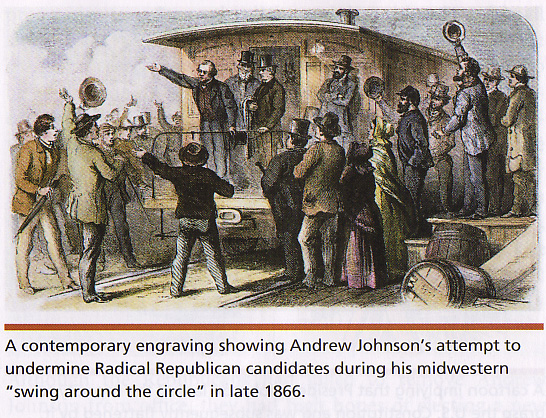 A contemporary engraving showing Andrew Johnson's attempt to
undermine Radical Republican candidates during his midwestern
"swing around the circle" in late 1866.